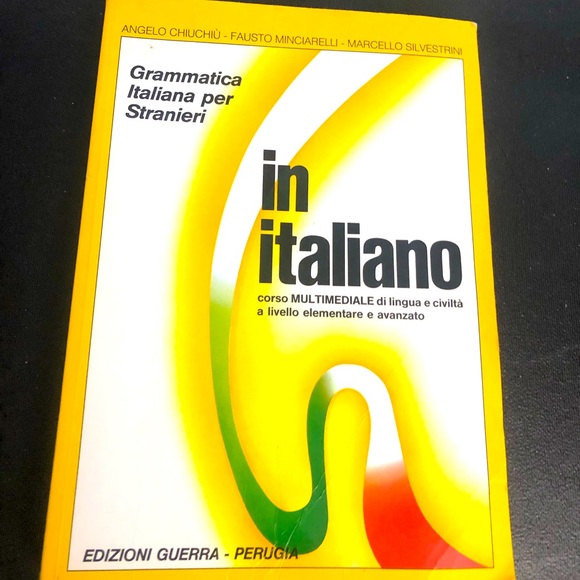 ANGELO CHIUCHIÙ - FAUSTO MINCIARELLI - MARCELLO SILVESTRINI
Grammatica
Italiana per
Stranieri
in
italiano
corso MULTIMEDIALE di lingua e civiltà
a livello elementare e avanzato
EDIZIONI GUERRA - PERUGIA